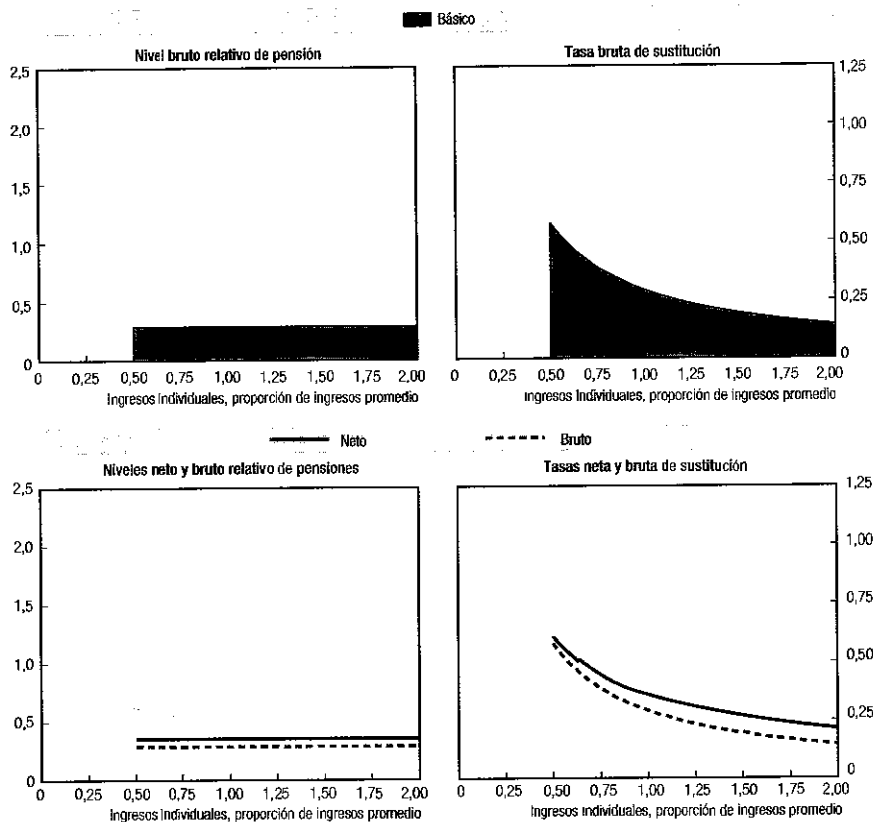 Básico
Nivel bruto relativo de pensión
2,5
2,0
1,5
1,0
0,5
0
0 0,25 0,50 0,75 1,00 1,25 1,50 1,75 2,00
Ingresos Individuales, proporción de ingresos promedio
Tasa bruta de sustitución
1,25
1,00
0,75
0,50
0,25
0
0 0,25 0,50 0,75 1,00 1,25 1,50 1,75 2,00
Ingresos Individuales, proporción de ingresos promedio
Neto
Bruto
Niveles neto y bruto relativo de pensiones
2,5
2,0
1,5
1,0
0,5
0
0 0,25 0,50 0,75 1,00 1,25 1,50 1,75 2,00
Ingresos Individuales, proporción de ingresos promedio
Tasas neta y bruta de sustitución
1,25
1,00
0,75
0,50
0,25
0
0 0,25 0,50 0,75 1,00 1,25 1,50 1,75 2,00
Ingresos Individuales, proporción de ingresos promedio